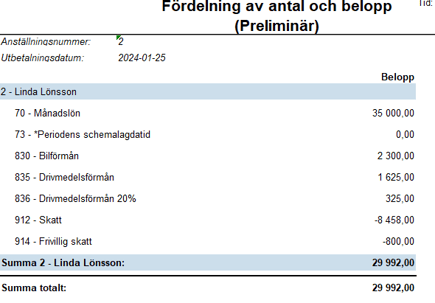 Fördelning av antal och belopp
Tid:
(Preliminär)
Anställningsnummer: 2
Utbetalningsdatum: 2024-01-25
Belopp
2 - Linda Lönsson
70 - Månadslön 35 000,00
73 - *Periodens schemalagdatid 0,00
830 - Bilförmån 2 300,00
835 - Drivmedelsförmån 1 625,00
836 - Drivmedelsförmån 20% 325,00
912 - Skatt -8 458,00
914 - Frivillig skatt -800,00
Summa 2 - Linda Lönsson: 29 992,00
Summa totalt: 29 992,00